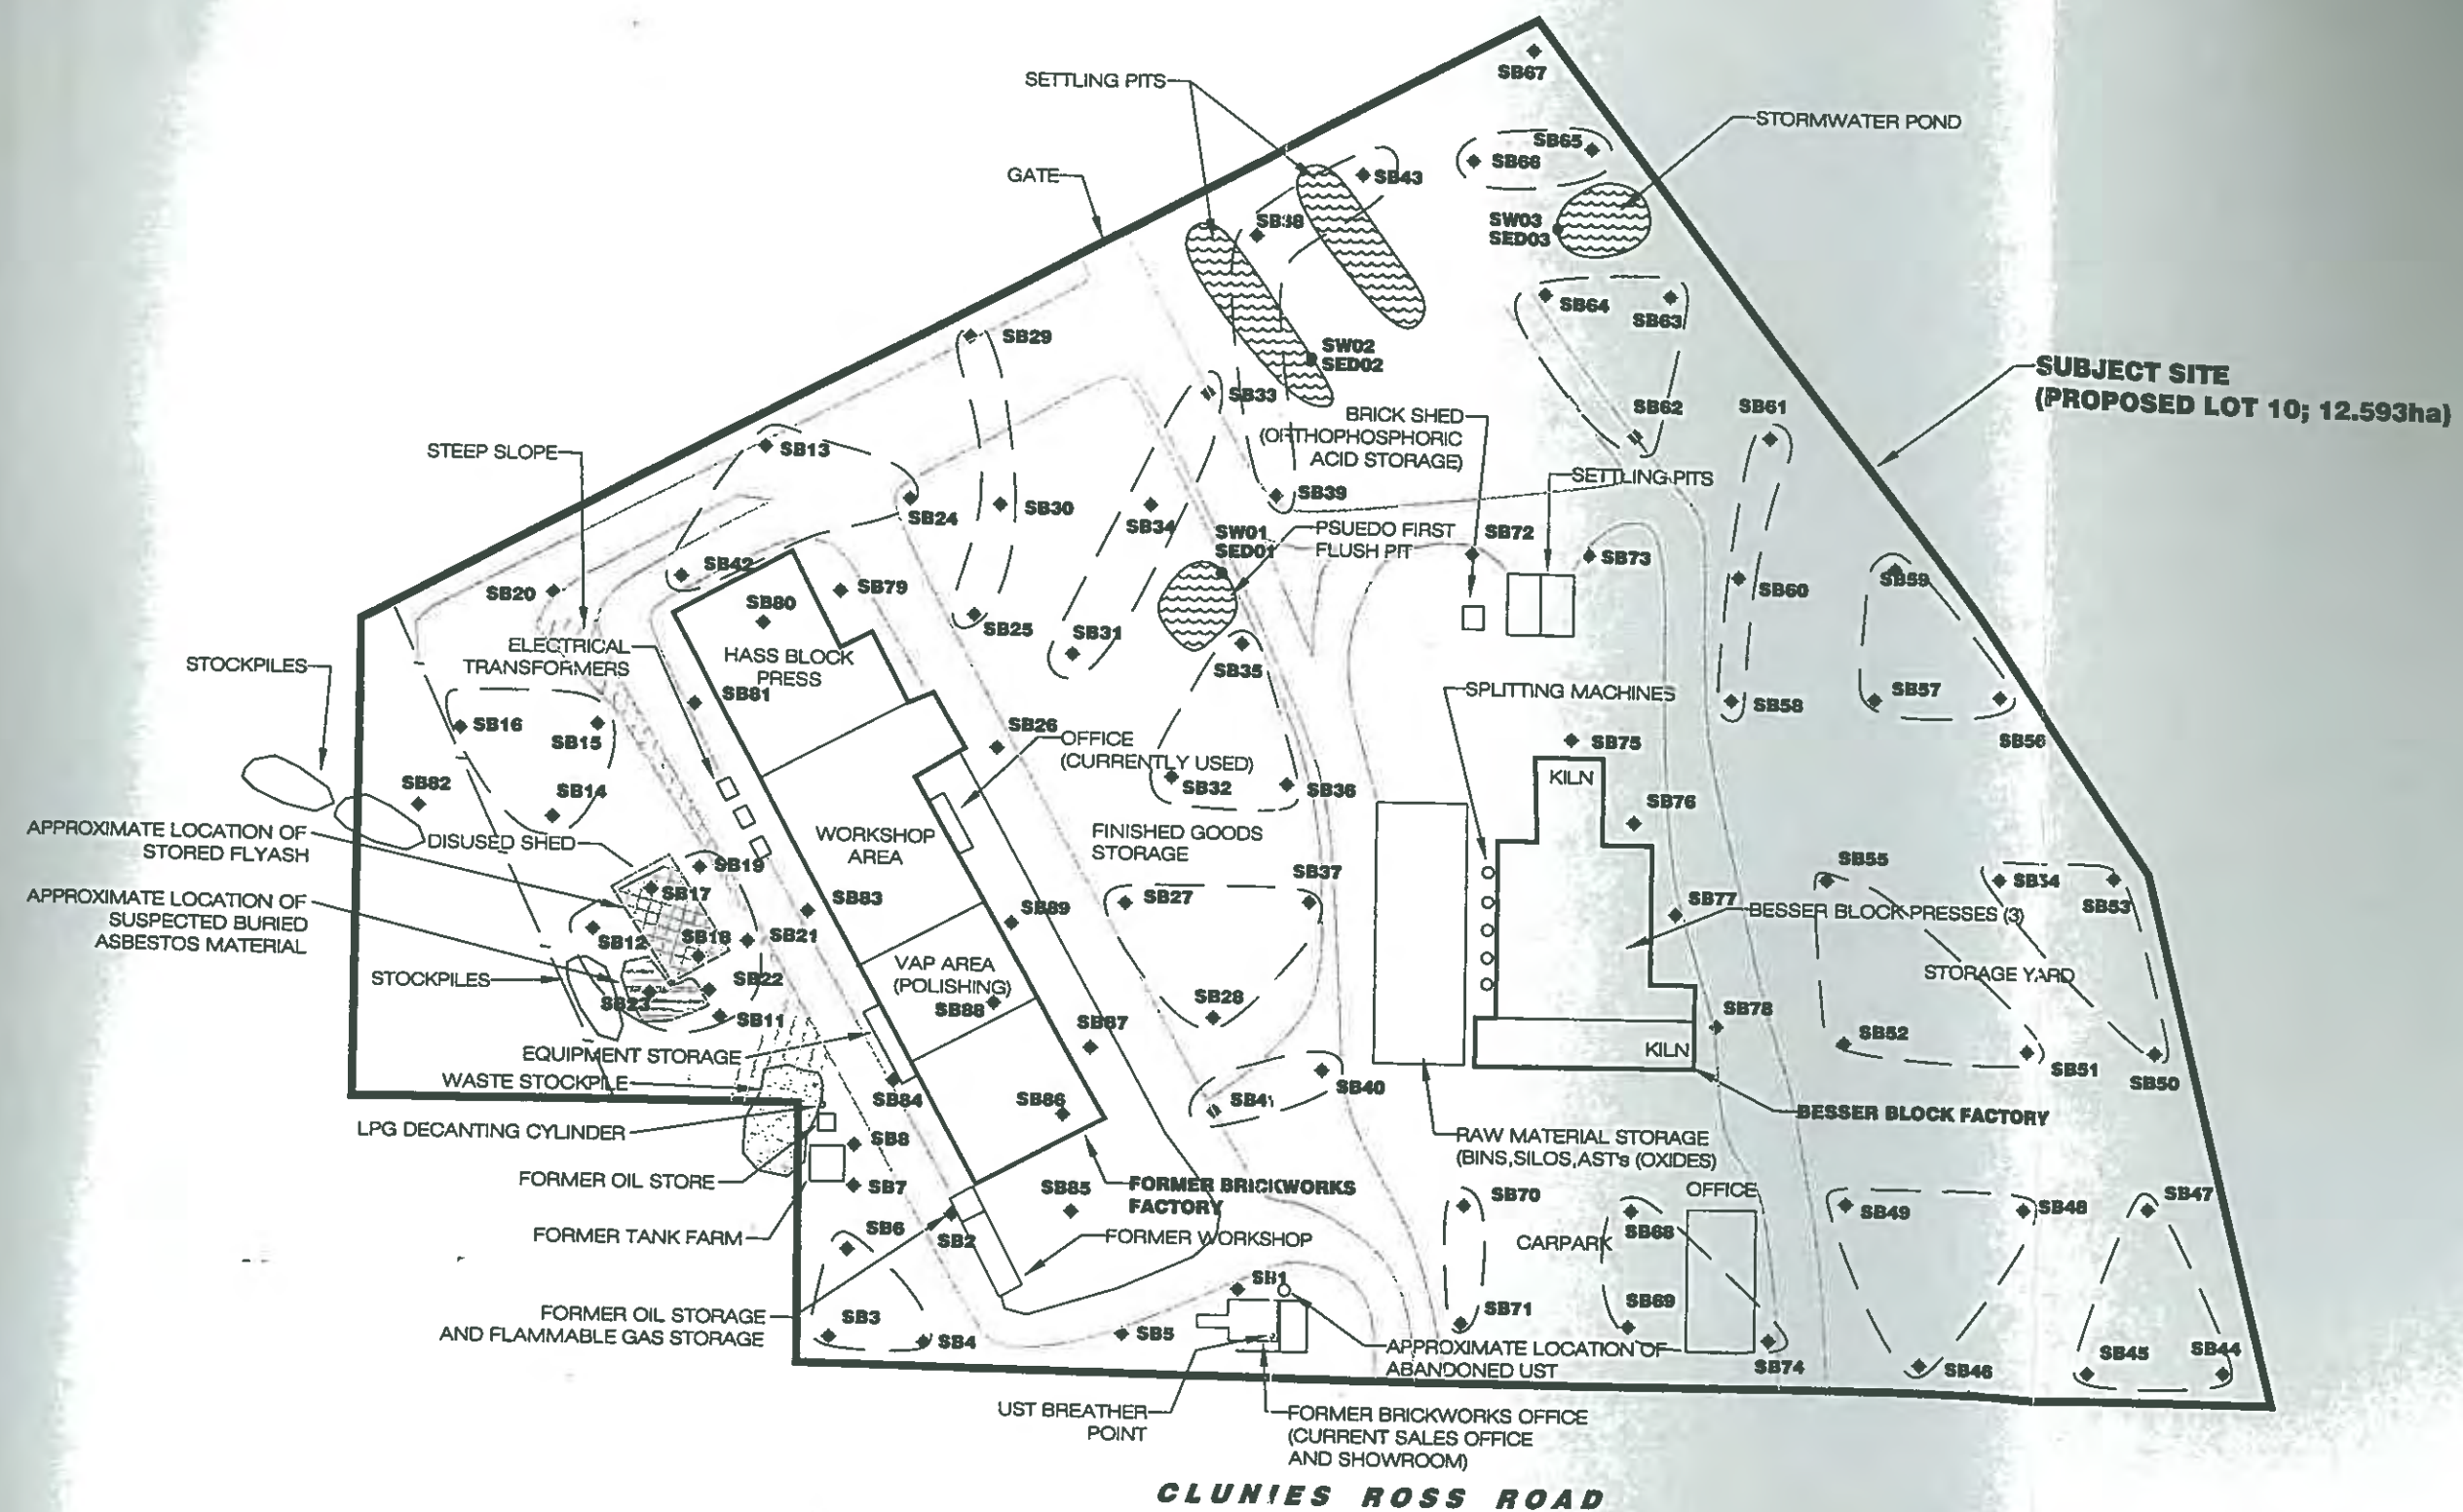 SB67
SETTLING PITS
STORMWATER POND
SB65
SB66
GATE
SB43
SB38
SW03
SED03
SB64
SB63
SB29
SW02
SED02
SUBJECT SITE
(PROPOSED LOT 10; 12.593ha)
SB33
BRICK SHED
(ORTHOPHOSPHORIC
ACID STORAGE)
SB62
SB61
STEEP SLOPE
SB13
SETTLING PITS
SB39
SB24
SB30
SB34
SW01
SED01
PSUEDO FIRST
FLUSH PIT
SB72
SB73
SB42
SB20
SB79
SB80
SB60
SB59
SB25
SB31
ELECTRICAL
TRANSFORMERS
HASS BLOCK
PRESS
SB35
STOCKPILES
SB81
SPLITTING MACHINES
SB58
SB57
SB16
SB15
SB26
OFFICE
(CURRENTLY USED)
SB75
SB56
SB82
SB14
SB32
SB36
KILN
SB76
APPROXIMATE LOCATION OF
STORED FLYASH
DISUSED SHED
WORKSHOP
AREA
FINISHED GOODS
STORAGE
SB19
SB17
SB37
SB55
SB54
SB53
APPROXIMATE LOCATION OF
SUSPECTED BURIED
ASBESTOS MATERIAL
SB83
SB89
SB27
SB77
BESSER BLOCK PRESSES (3)
SB12
SB18
SB21
VAP AREA
(POLISHING)
SB88
STORAGE YARD
STOCKPILES
SB22
SB23
SB11
SB28
SB87
SB78
SB52
EQUIPMENT STORAGE
KILN
SB51
SB50
WASTE STOCKPILE
SB84
SB86
SB41
SB40
BESSER BLOCK FACTORY
LPG DECANTING CYLINDER
SB8
RAW MATERIAL STORAGE
(BINS,SILOS,AST's (OXIDES)
FORMER OIL STORE
SB7
SB85
FORMER BRICKWORKS
FACTORY
SB70
OFFICE
SB49
SB48
SB47
FORMER TANK FARM
SB6
SB2
FORMER WORKSHOP
CARPARK
SB68
SB1
FORMER OIL STORAGE
AND FLAMMABLE GAS STORAGE
SB3
SB4
SB5
SB71
SB69
APPROXIMATE LOCATION OF
ABANDONED UST
SB74
SB46
SB45
SB44
UST BREATHER
POINT
FORMER BRICKWORKS OFFICE
(CURRENT SALES OFFICE
AND SHOWROOM)
CLUNIES ROSS ROAD